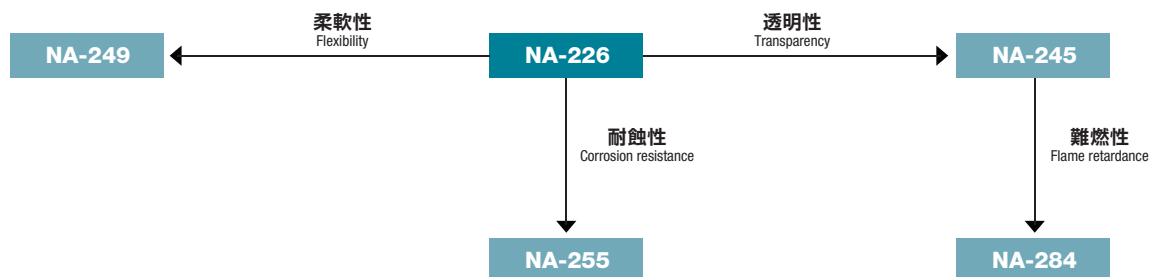 柔軟性
Flexibility
透明性
Transparency
NA-249
NA-226
NA-245
耐蝕性
Corrosion resistance
難燃性
Flame retardance
NA-255
NA-284